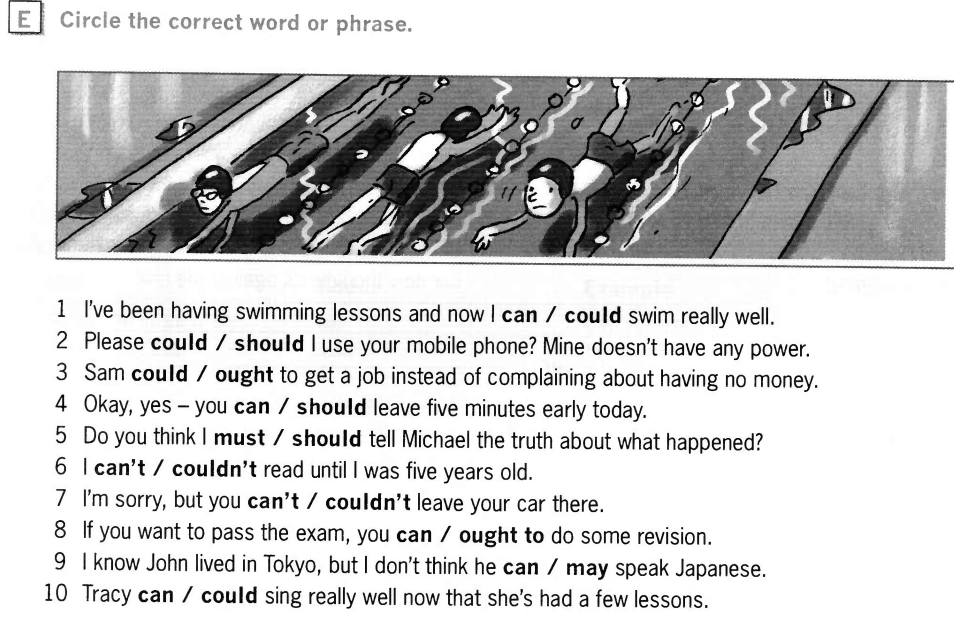 E Circle the correct word or phrase.
1 I've been having swimming lessons and now I can / could swim really well.
2 Please could / should I use your mobile phone? Mine doesn't have any power.
3 Sam could / ought to get a job instead of complaining about having no money.
4 Okay, yes – you can / should leave five minutes early today.
5 Do you think I must / should tell Michael the truth about what happened?
6 I can't / couldn't read until I was five years old.
7 I'm sorry, but you can't / couldn't leave your car there.
8 If you want to pass the exam, you can / ought to do some revision.
9 I know John lived in Tokyo, but I don't think he can / may speak Japanese.
10 Tracy can / could sing really well now that she's had a few lessons.